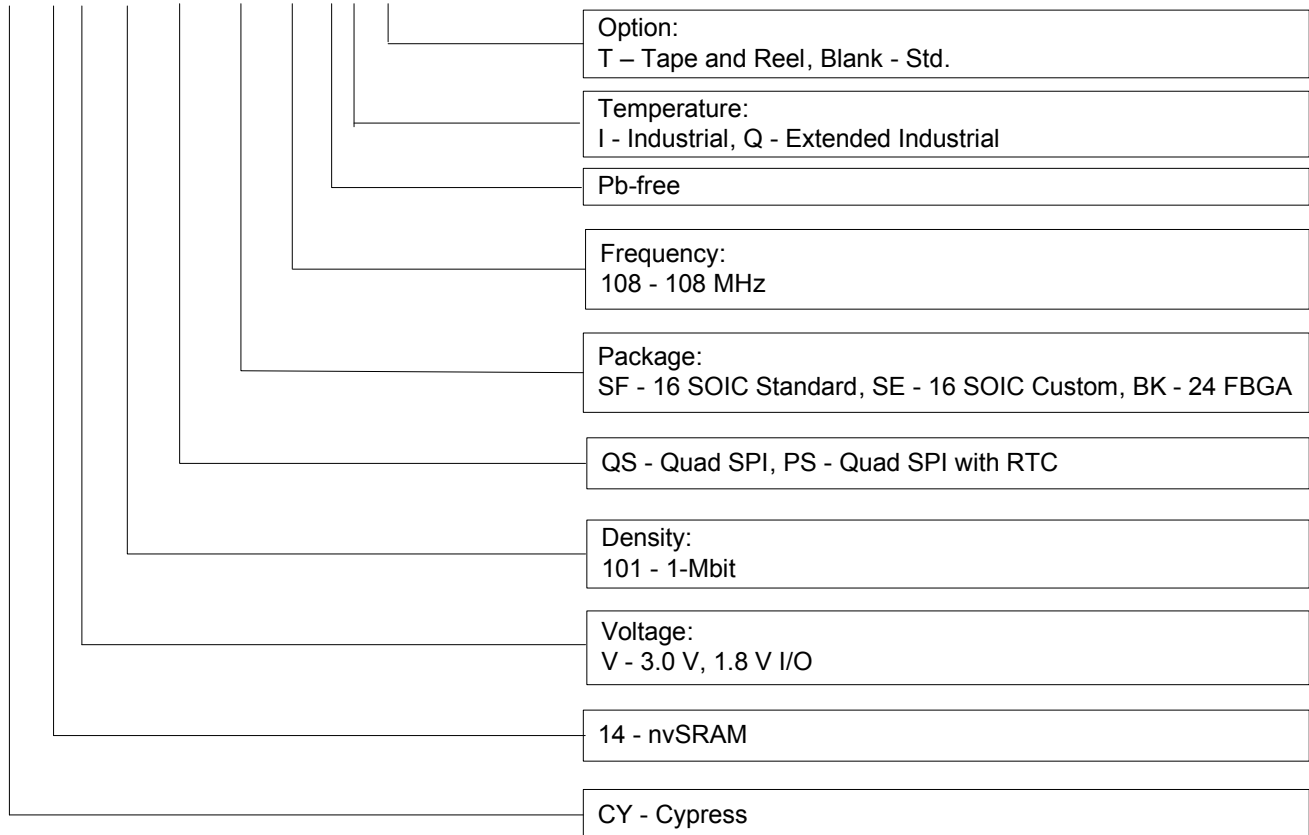 Option:
T – Tape and Reel, Blank - Std.
Temperature:
I - Industrial, Q - Extended Industrial
Pb-free
Frequency:
108 - 108 MHz
Package:
SF - 16 SOIC Standard, SE - 16 SOIC Custom, BK - 24 FBGA
QS - Quad SPI, PS - Quad SPI with RTC
Density:
101 - 1-Mbit
Voltage:
V - 3.0 V, 1.8 V I/O
14 - nvSRAM
CY - Cypress